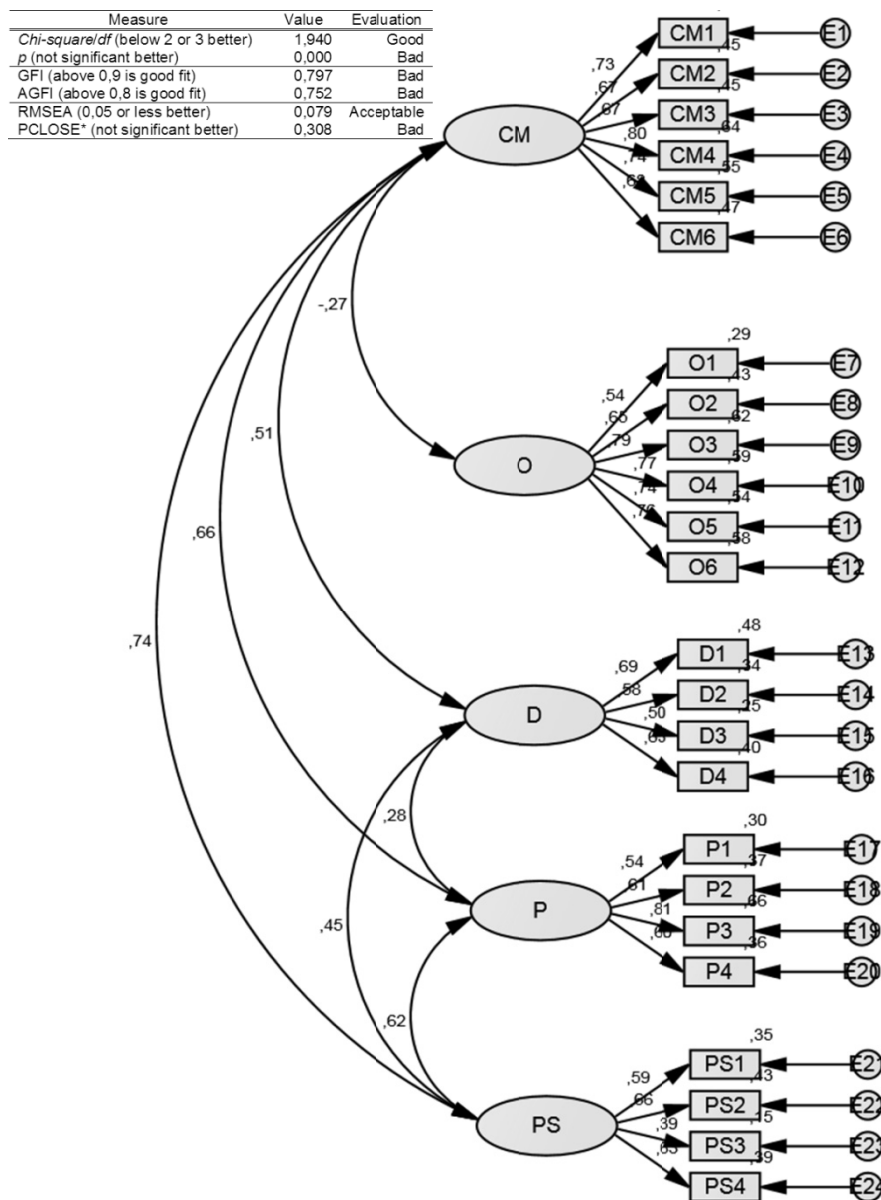 Measure Value Evaluation
Chi-square/df (below 2 or 3 better) 1,940 Good
p (not significant better) 0,000 Bad
GFI (above 0,9 is good fit) 0,797 Bad
AGFI (above 0,8 is good fit) 0,752 Bad
RMSEA (0,05 or less better) 0,079 Acceptable
PCLOSE* (not significant better) 0,308 Bad
CM1 E1
,73 ,45
CM2 E2
,67 ,45
CM3 E3
,67 ,64
CM
CM4 E4
,80 ,55
CM5 E5
,74 ,47
CM6 E6
-,27
,29
O1 E7
,54 ,43
O2 E8
,65 ,62
O3 E9
,79 ,59
O
O4 E10
,77 ,54
O5 E11
,74 ,58
O6 E12
,76
,51
,66
,74
,48
D1 E13
,69 ,34
D2 E14
,58 ,25
D
D3 E15
,50 ,40
D4 E16
,63
,28
,30
P1 E17
,54 ,37
P2 E18
,61 ,66
P
P3 E19
,81 ,36
P4 E20
,45
,62
,35
PS1 E21
,59 ,43
PS2 E22
,66 ,15
PS
PS3 E23
,39 ,39
PS4 E24